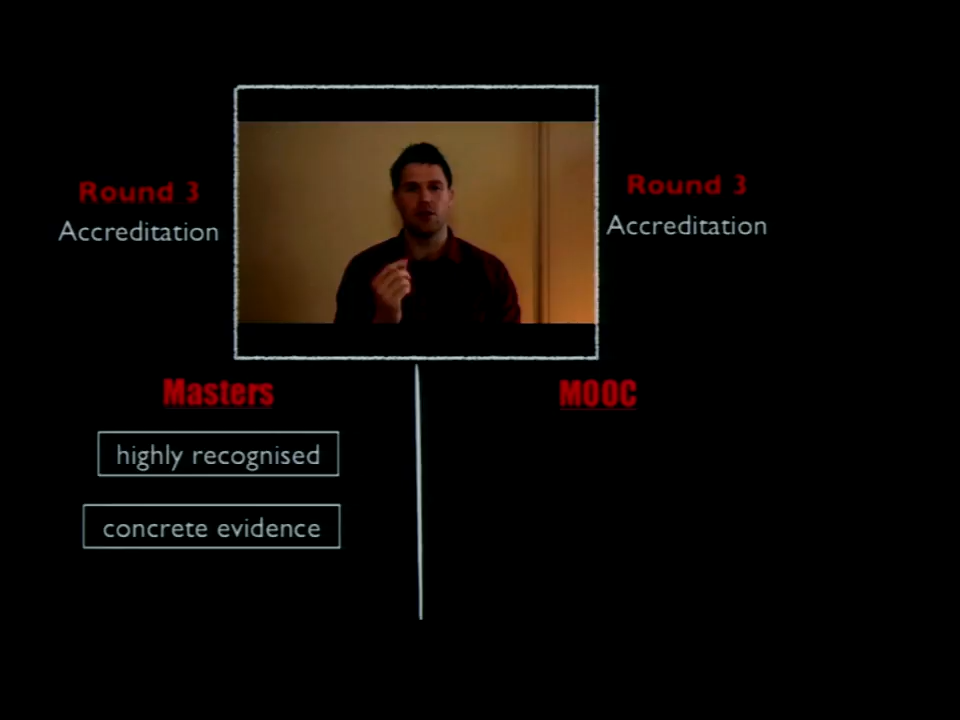 Round 3
Accreditation
Round 3
Accreditation
Masters
MOOC
highly recognised
concrete evidence